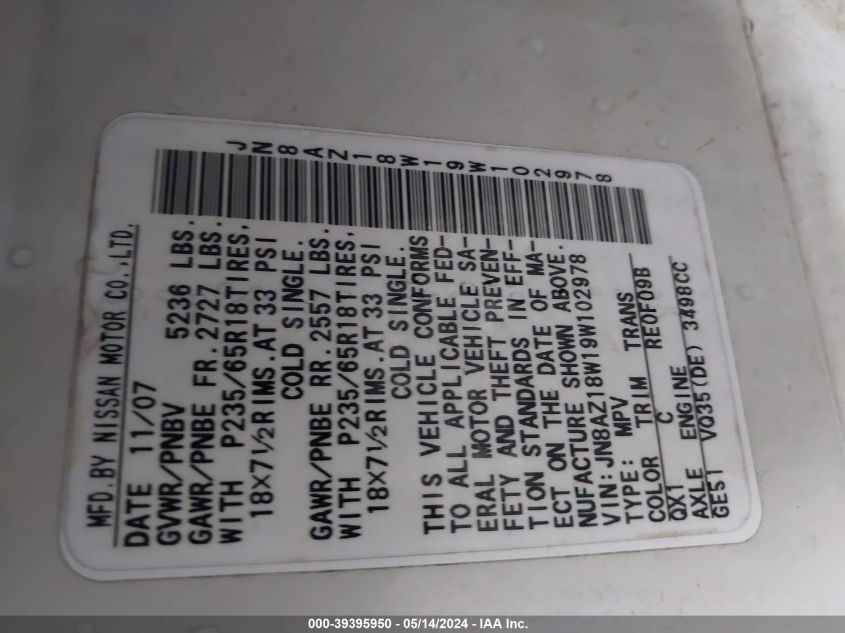 JN8AZ18W19W102978
MFD.BY NISSAN MOTOR CO.,LTD.
DATE 11/07
GVWR/PNBV 5236 LBS.
GAWR/PNBE FR. 2727 LBS.
WITH P235/65R18TIRES,
18X7½RIMS.AT 33 PSI
COLD SINGLE.
GAWR/PNBE RR. 2557 LBS.
WITH P235/65R18TIRES,
18X7½RIMS.AT 33 PSI
COLD SINGLE.
THIS VEHICLE CONFORMS
TO ALL APPLICABLE FED-
ERAL MOTOR VEHICLE SA-
FETY AND THEFT PREVEN-
TION STANDARDS IN EFF-
ECT ON THE DATE OF MA-
NUFACTURE SHOWN ABOVE.
VIN:JN8AZ18W19W102978
TYPE: MPV
COLOR TRIM TRANS
QX1 C RE0F09B
AXLE ENGINE
GE51 VQ35(DE) 3498CC
000-39395950 - 05/14/2024 - IAA Inc.